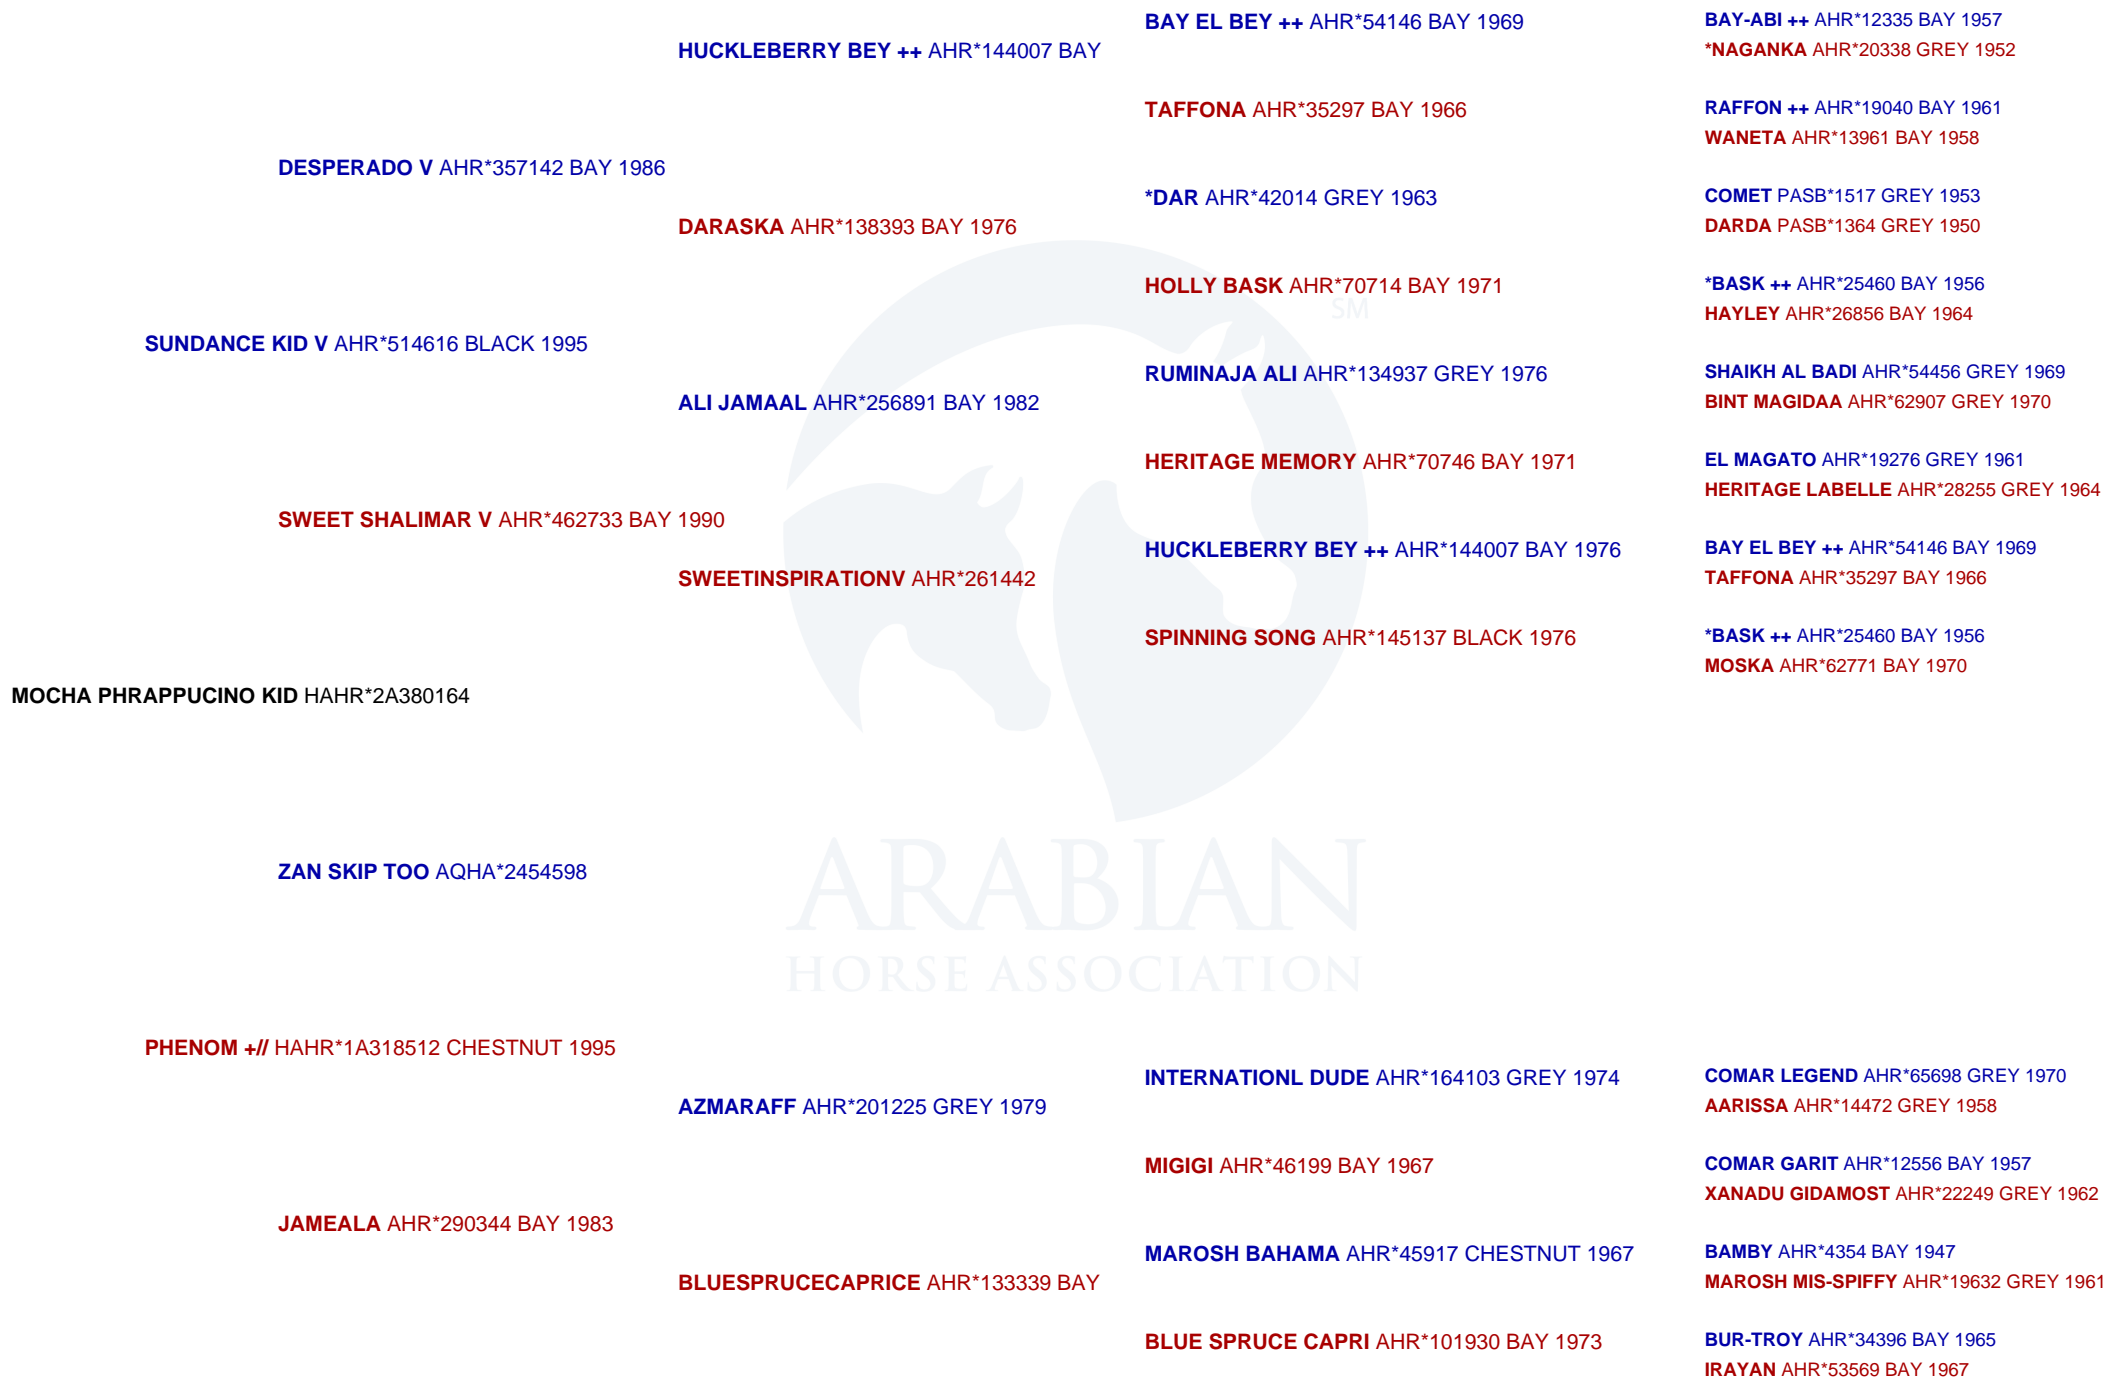 BAY EL BEY ++ AHR*54146 BAY 1969
BAY-ABI ++ AHR*12335 BAY 1957
HUCKLEBERRY BEY ++ AHR*144007 BAY
*NAGANKA AHR*20338 GREY 1952
TAFFONA AHR*35297 BAY 1966
RAFFON ++ AHR*19040 BAY 1961
WANETA AHR*13961 BAY 1958
DESPERADO V AHR*357142 BAY 1986
*DAR AHR*42014 GREY 1963
COMET PASB*1517 GREY 1953
DARASKA AHR*138393 BAY 1976
DARDA PASB*1364 GREY 1950
HOLLY BASK AHR*70714 BAY 1971
*BASK ++ AHR*25460 BAY 1956
HAYLEY AHR*26856 BAY 1964
SM
SUNDANCE KID V AHR*514616 BLACK 1995
RUMINAJA ALI AHR*134937 GREY 1976
SHAIKH AL BADI AHR*54456 GREY 1969
ALI JAMAAL AHR*256891 BAY 1982
BINT MAGIDAA AHR*62907 GREY 1970
HERITAGE MEMORY AHR*70746 BAY 1971
EL MAGATO AHR*19276 GREY 1961
HERITAGE LABELLE AHR*28255 GREY 1964
SWEET SHALIMAR V AHR*462733 BAY 1990
HUCKLEBERRY BEY ++ AHR*144007 BAY 1976
BAY EL BEY ++ AHR*54146 BAY 1969
SWEETINSPIRATIONV AHR*261442
TAFFONA AHR*35297 BAY 1966
SPINNING SONG AHR*145137 BLACK 1976
*BASK ++ AHR*25460 BAY 1956
MOSKA AHR*62771 BAY 1970
MOCHA PHRAPPUCINO KID HAHR*2A380164
ZAN SKIP TOO AQHA*2454598
ARABIAN
HORSE ASSOCIATION
PHENOM +// HAHR*1A318512 CHESTNUT 1995
INTERNATIONL DUDE AHR*164103 GREY 1974
COMAR LEGEND AHR*65698 GREY 1970
AZMARAFF AHR*201225 GREY 1979
AARISSA AHR*14472 GREY 1958
MIGIGI AHR*46199 BAY 1967
COMAR GARIT AHR*12556 BAY 1957
XANADU GIDAMOST AHR*22249 GREY 1962
JAMEALA AHR*290344 BAY 1983
MAROSH BAHAMA AHR*45917 CHESTNUT 1967
BAMBY AHR*4354 BAY 1947
BLUESPRUCECAPRICE AHR*133339 BAY
MAROSH MIS-SPIFFY AHR*19632 GREY 1961
BLUE SPRUCE CAPRI AHR*101930 BAY 1973
BUR-TROY AHR*34396 BAY 1965
IRAYAN AHR*53569 BAY 1967